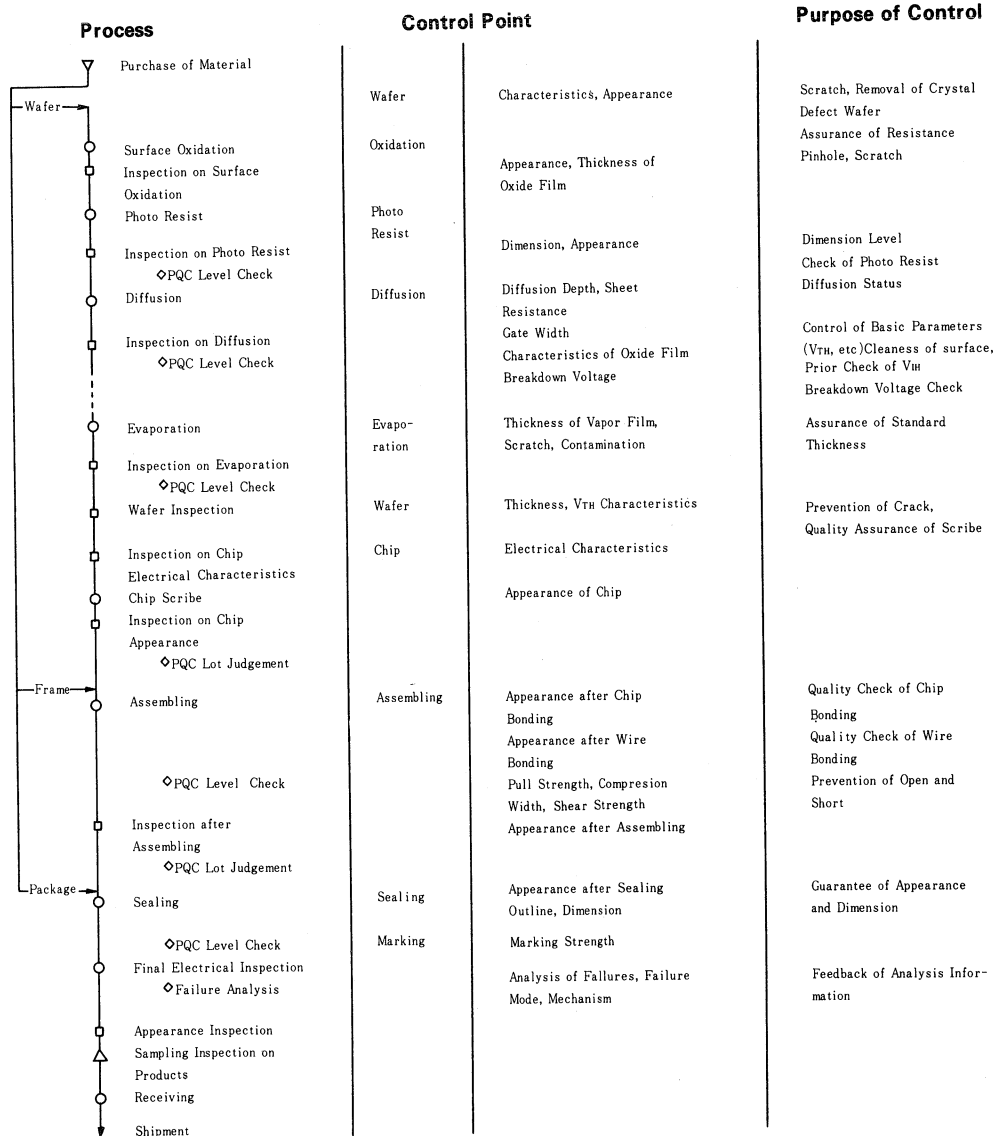 Process
Control Point
Purpose of Control
Purchase of Material
Wafer
Surface Oxidation
Inspection on Surface
Oxidation
Photo Resist
Inspection on Photo Resist
◇PQC Level Check
Diffusion
Inspection on Diffusion
◇PQC Level Check
Evaporation
Inspection on Evaporation
◇PQC Level Check
Wafer Inspection
Inspection on Chip
Electrical Characteristics
Chip Scribe
Inspection on Chip
Appearance
◇PQC Lot Judgement
Frame
Assembling
◇PQC Level Check
Inspection after
Assembling
◇PQC Lot Judgement
Package
Sealing
◇PQC Level Check
Final Electrical Inspection
◇Failure Analysis
Appearance Inspection
Sampling Inspection on
Products
Receiving
Shipment
Wafer
Oxidation
Photo
Resist
Diffusion
Evapo-
ration
Wafer
Chip
Assembling
Sealing
Marking
Characteristics, Appearance
Appearance, Thickness of
Oxide Film
Dimension, Appearance
Diffusion Depth, Sheet
Resistance
Gate Width
Characteristics of Oxide Film
Breakdown Voltage
Thickness of Vapor Film,
Scratch, Contamination
Thickness, VTH Characteristics
Electrical Characteristics
Appearance of Chip
Appearance after Chip
Bonding
Appearance after Wire
Bonding
Pull Strength, Compresion
Width, Shear Strength
Appearance after Assembling
Appearance after Sealing
Outline, Dimension
Marking Strength
Analysis of Fallures, Failure
Mode, Mechanism
Scratch, Removal of Crystal
Defect Wafer
Assurance of Resistance
Pinhole, Scratch
Dimension Level
Check of Photo Resist
Diffusion Status
Control of Basic Parameters
(VTH, etc)Cleaness of surface,
Prior Check of VIH
Breakdown Voltage Check
Assurance of Standard
Thickness
Prevention of Crack,
Quality Assurance of Scribe
Quality Check of Chip
Bonding
Quality Check of Wire
Bonding
Prevention of Open and
Short
Guarantee of Appearance
and Dimension
Feedback of Analysis Infor-
mation